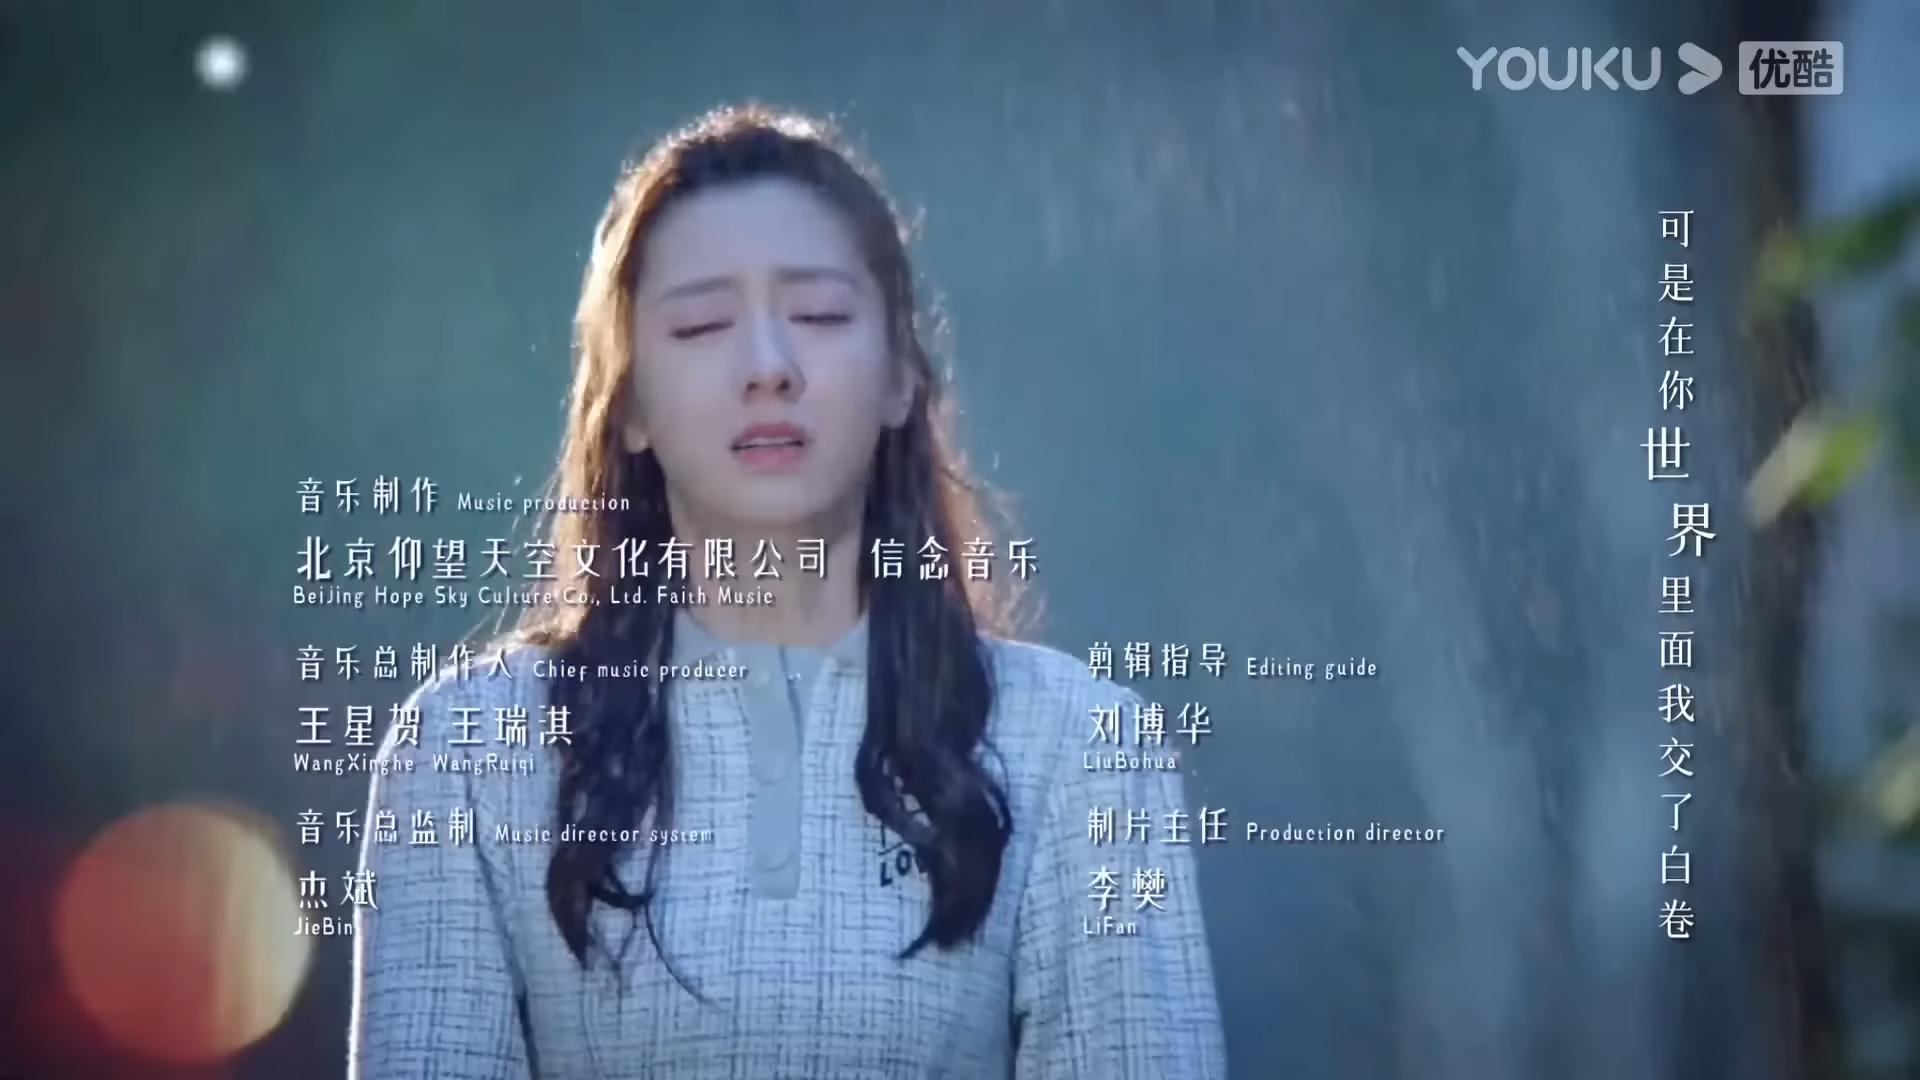 YOUKU 优酷
可是在你世界里面我交了白卷
音乐制作 Music production
北京仰望天空文化有限公司 信念音乐
BeiJing Hope Sky Culture Co., Ltd. Faith Music
音乐总制作人 Chief music producer
王星贺 王瑞淇
WangXinghe WangRuiqi
音乐总监制 Music director system
杰斌
JieBin
剪辑指导 Editing guide
刘博华
LiuBohua
制片主任 Production director
李樊
LiFan